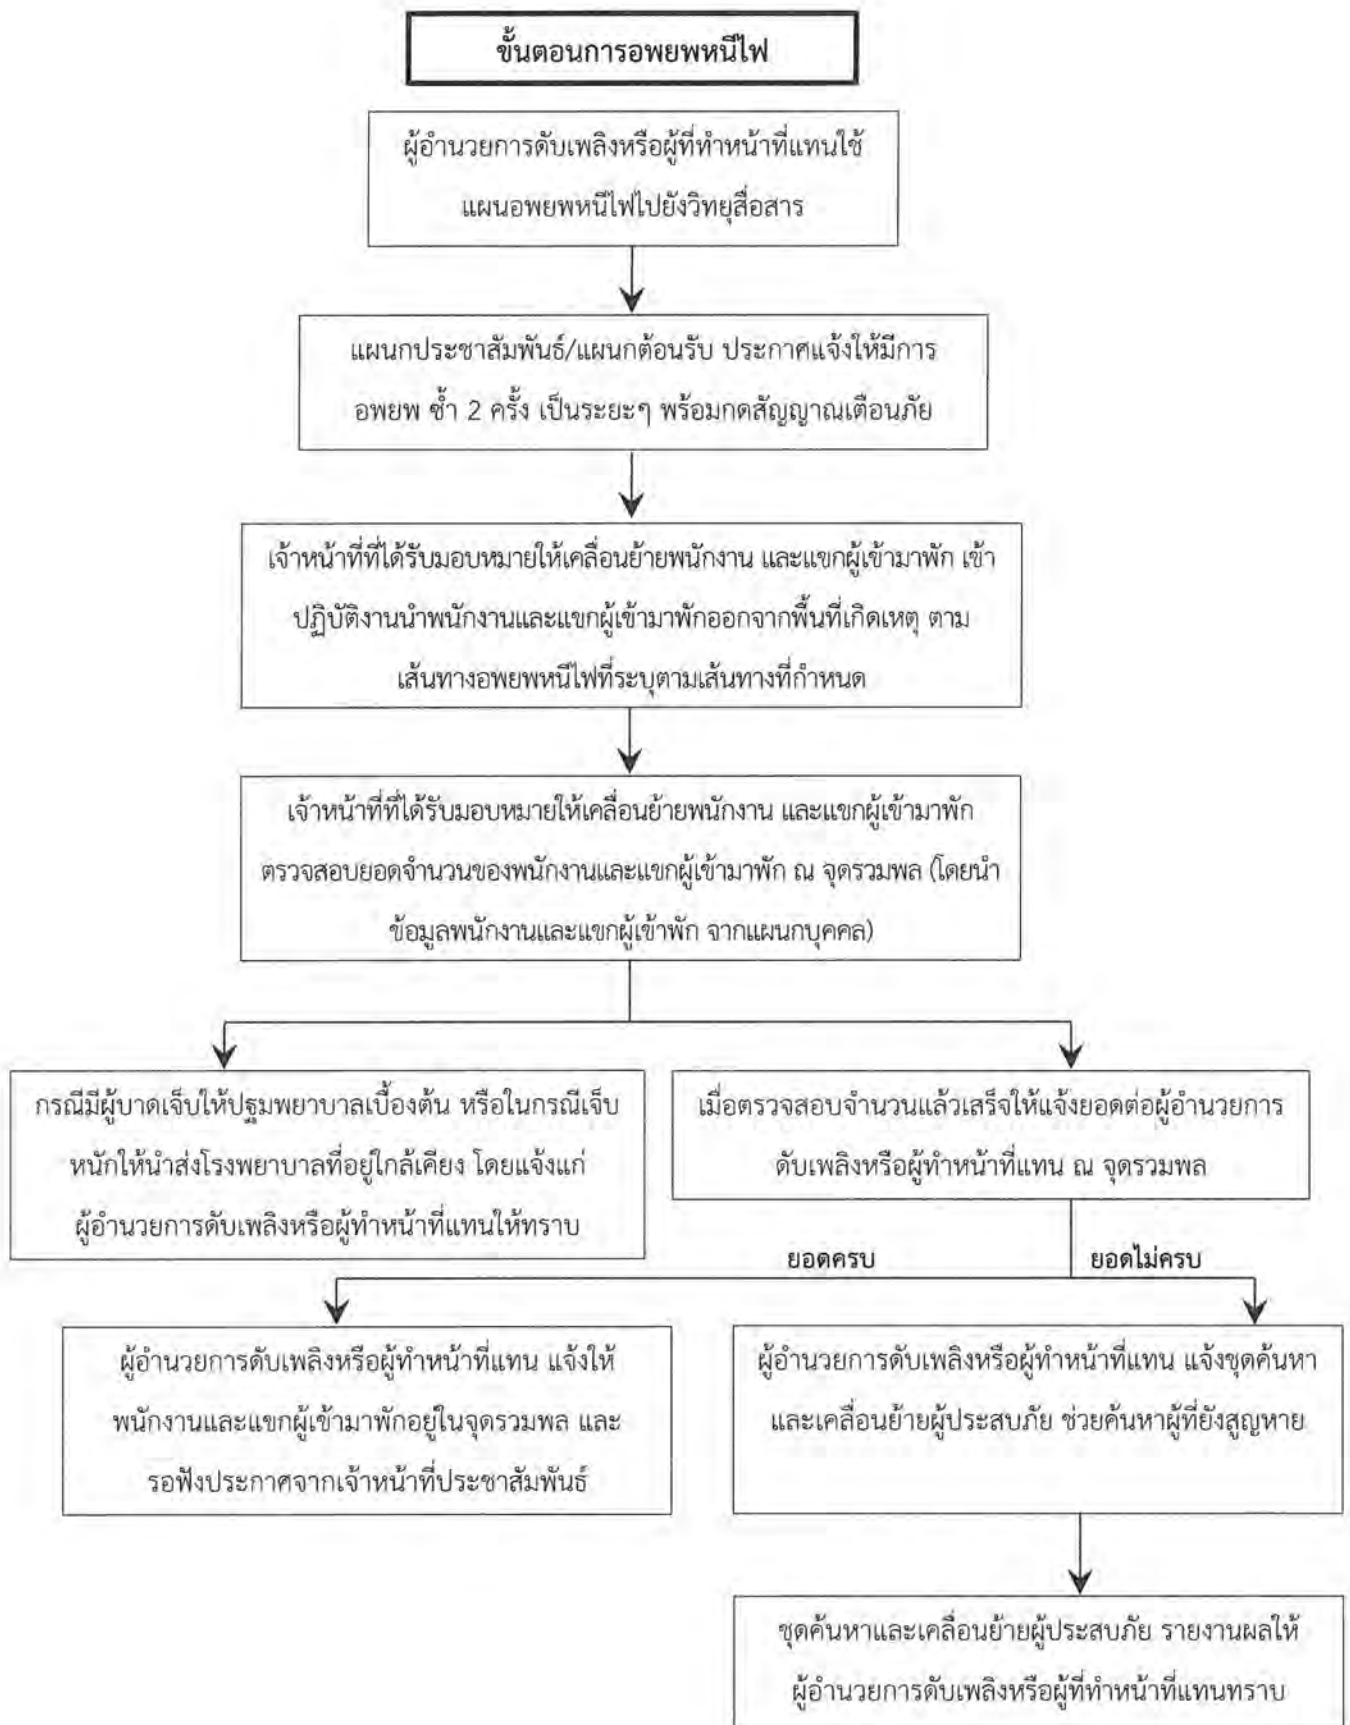 ขั้นตอนการอพยพหนีไฟ
ผู้อำนวยการดับเพลิงหรือผู้ที่ทำหน้าที่แทนใช้
แผนอพยพหนีไฟไปยังวิทยุสื่อสาร
แผนกประชาสัมพันธ์/แผนกต้อนรับ ประกาศแจ้งให้มีการ
อพยพ ซ้ำ 2 ครั้ง เป็นระยะๆ พร้อมกดสัญญาณเตือนภัย
เจ้าหน้าที่ที่ได้รับมอบหมายให้เคลื่อนย้ายพนักงาน และแขกผู้เข้ามาพัก เข้า
ปฏิบัติงานนำพนักงานและแขกผู้เข้ามาพักออกจากพื้นที่เกิดเหตุ ตาม
เส้นทางอพยพหนีไฟที่ระบุตามเส้นทางที่กำหนด
เจ้าหน้าที่ที่ได้รับมอบหมายให้เคลื่อนย้ายพนักงาน และแขกผู้เข้ามาพัก
ตรวจสอบยอดจำนวนของพนักงานและแขกผู้เข้ามาพัก ณ จุดรวมพล (โดยนำ
ข้อมูลพนักงานและแขกผู้เข้าพัก จากแผนกบุคคล)
กรณีมีผู้บาดเจ็บให้ปฐมพยาบาลเบื้องต้น หรือในกรณีเจ็บ
หนักให้นำส่งโรงพยาบาลที่อยู่ใกล้เคียง โดยแจ้งแก่
ผู้อำนวยการดับเพลิงหรือผู้ทำหน้าที่แทนให้ทราบ
เมื่อตรวจสอบจำนวนแล้วเสร็จให้แจ้งยอดต่อผู้อำนวยการ
ดับเพลิงหรือผู้ทำหน้าที่แทน ณ จุดรวมพล
ยอดครบ
ยอดไม่ครบ
ผู้อำนวยการดับเพลิงหรือผู้ทำหน้าที่แทน แจ้งให้
พนักงานและแขกผู้เข้ามาพักอยู่ในจุดรวมพล และ
รอฟังประกาศจากเจ้าหน้าที่ประชาสัมพันธ์
ผู้อำนวยการดับเพลิงหรือผู้ทำหน้าที่แทน แจ้งชุดค้นหา
และเคลื่อนย้ายผู้ประสบภัย ช่วยค้นหาผู้ที่ยังสูญหาย
ชุดค้นหาและเคลื่อนย้ายผู้ประสบภัย รายงานผลให้
ผู้อำนวยการดับเพลิงหรือผู้ที่ทำหน้าที่แทนทราบ